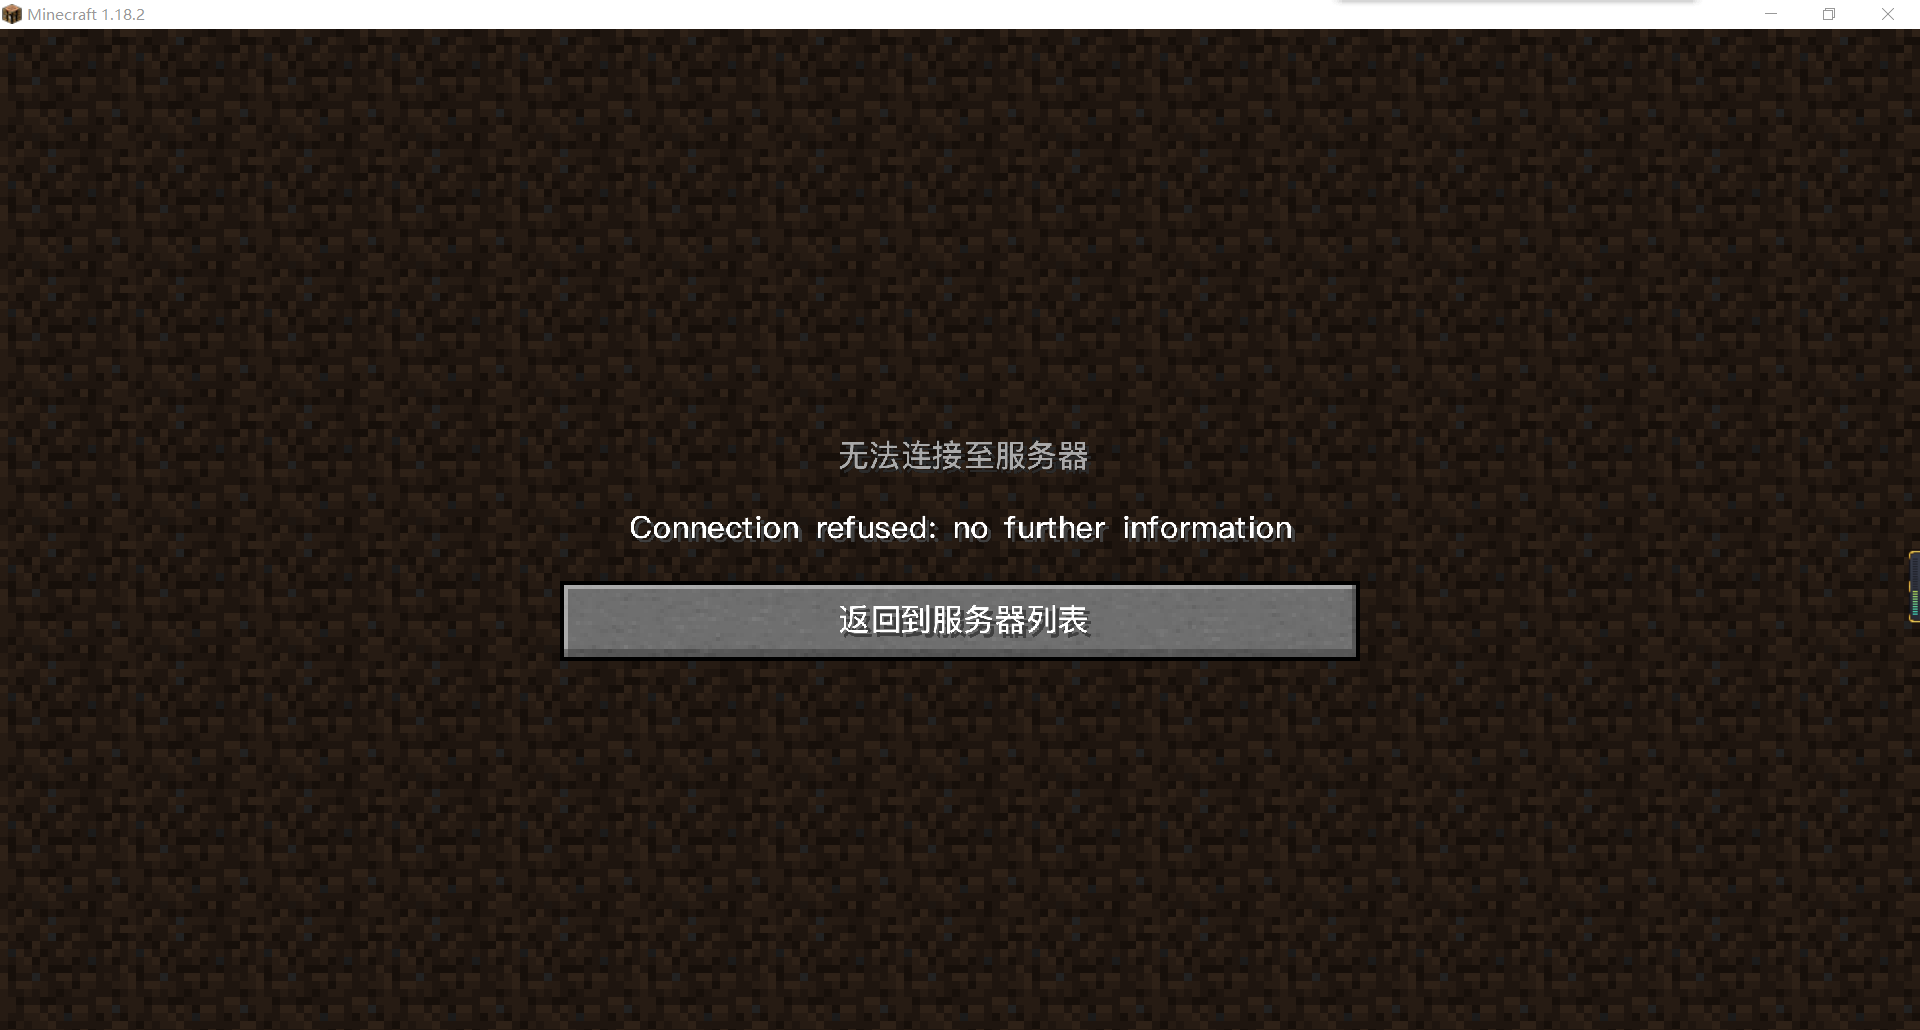 Minecraft 1.18.2
无法连接至服务器
Connection refused: no further information
返回到服务器列表